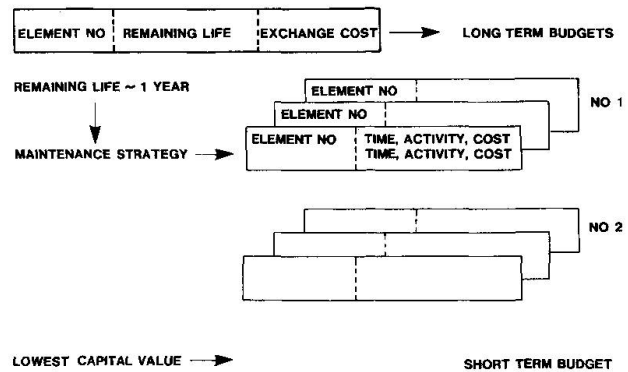 ELEMENT NO REMAINING LIFE EXCHANGE COST LONG TERM BUDGETS
REMAINING LIFE ~ 1 YEAR
ELEMENT NO
NO 1
ELEMENT NO
ELEMENT NO TIME, ACTIVITY, COST
MAINTENANCE STRATEGY TIME, ACTIVITY, COST
NO 2
LOWEST CAPITAL VALUE SHORT TERM BUDGET